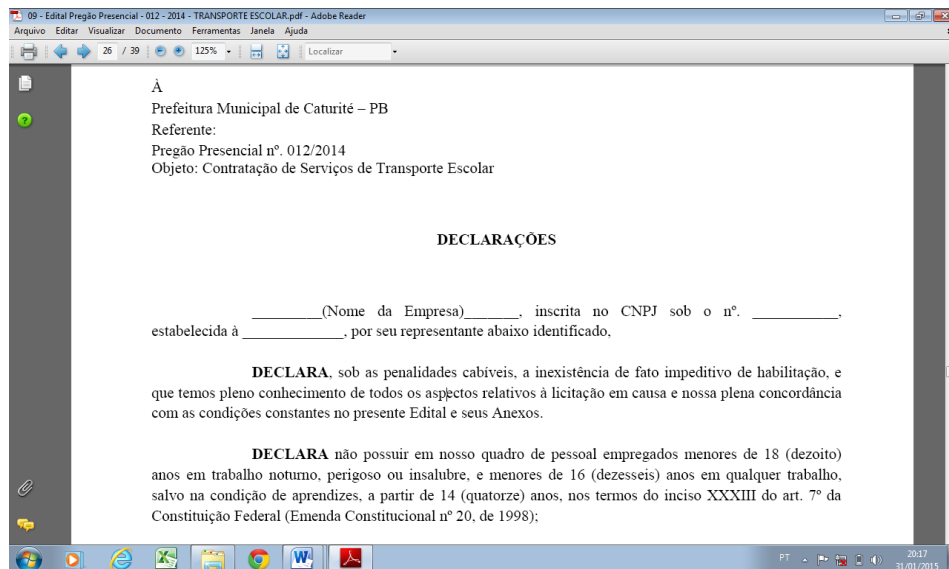 09 - Edital Pregão Presencial - 012 - 2014 - TRANSPORTE ESCOLAR.pdf - Adobe Reader
Arquivo Editar Visualizar Documento Ferramentas Janela Ajuda
26 / 39 125% Localizar
À
Prefeitura Municipal de Caturité – PB
Referente:
Pregão Presencial nº. 012/2014
Objeto: Contratação de Serviços de Transporte Escolar
DECLARAÇÕES
__________(Nome da Empresa)________, inscrita no CNPJ sob o nº. ____________,
estabelecida à ______________, por seu representante abaixo identificado,
DECLARA, sob as penalidades cabíveis, a inexistência de fato impeditivo de habilitação, e
que temos pleno conhecimento de todos os aspectos relativos à licitação em causa e nossa plena concordância
com as condições constantes no presente Edital e seus Anexos.
DECLARA não possuir em nosso quadro de pessoal empregados menores de 18 (dezoito)
anos em trabalho noturno, perigoso ou insalubre, e menores de 16 (dezesseis) anos em qualquer trabalho,
salvo na condição de aprendizes, a partir de 14 (quatorze) anos, nos termos do inciso XXXIII do art. 7º da
Constituição Federal (Emenda Constitucional nº 20, de 1998);
PT 20:17
31/01/2015